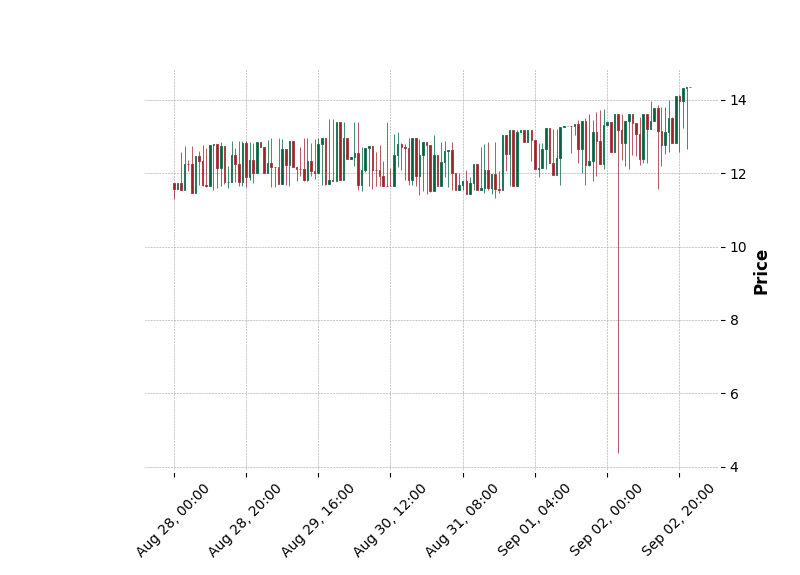 14
12
10
8
6
4
Price
Aug 28, 00:00
Aug 28, 20:00
Aug 29, 16:00
Aug 30, 12:00
Aug 31, 08:00
Sep 01, 04:00
Sep 02, 00:00
Sep 02, 20:00